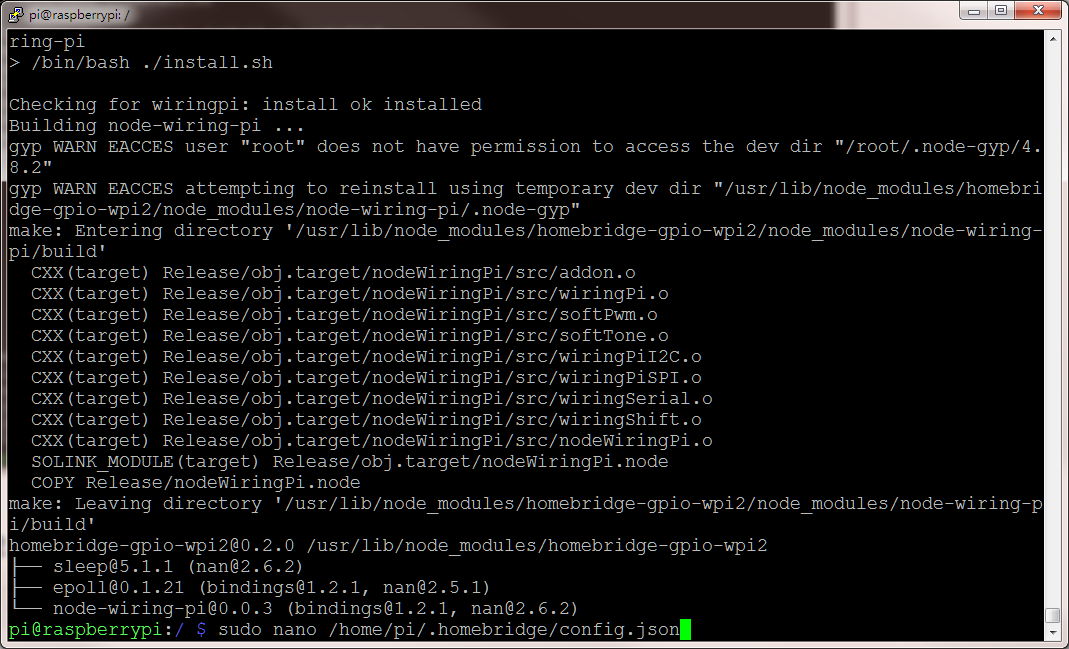 pi@raspberrypi: /
ring-pi
> /bin/bash ./install.sh
Checking for wiringpi: install ok installed
Building node-wiring-pi ...
gyp WARN EACCES user "root" does not have permission to access the dev dir "/root/.node-gyp/4.
8.2"
gyp WARN EACCES attempting to reinstall using temporary dev dir "/usr/lib/node_modules/homebri
dge-gpio-wpi2/node_modules/node-wiring-pi/.node-gyp"
make: Entering directory '/usr/lib/node_modules/homebridge-gpio-wpi2/node_modules/node-wiring-
pi/build'
CXX(target) Release/obj.target/nodeWiringPi/src/addon.o
CXX(target) Release/obj.target/nodeWiringPi/src/wiringPi.o
CXX(target) Release/obj.target/nodeWiringPi/src/softPwm.o
CXX(target) Release/obj.target/nodeWiringPi/src/softTone.o
CXX(target) Release/obj.target/nodeWiringPi/src/wiringPiI2C.o
CXX(target) Release/obj.target/nodeWiringPi/src/wiringPiSPI.o
CXX(target) Release/obj.target/nodeWiringPi/src/wiringSerial.o
CXX(target) Release/obj.target/nodeWiringPi/src/wiringShift.o
CXX(target) Release/obj.target/nodeWiringPi/src/nodeWiringPi.o
SOLINK_MODULE(target) Release/obj.target/nodeWiringPi.node
COPY Release/nodeWiringPi.node
make: Leaving directory '/usr/lib/node_modules/homebridge-gpio-wpi2/node_modules/node-wiring-p
i/build'
homebridge-gpio-wpi2@0.2.0 /usr/lib/node_modules/homebridge-gpio-wpi2
├── sleep@5.1.1 (nan@2.6.2)
├── epoll@0.1.21 (bindings@1.2.1, nan@2.5.1)
└── node-wiring-pi@0.0.3 (bindings@1.2.1, nan@2.6.2)
pi@raspberrypi:/ $ sudo nano /home/pi/.homebridge/config.json